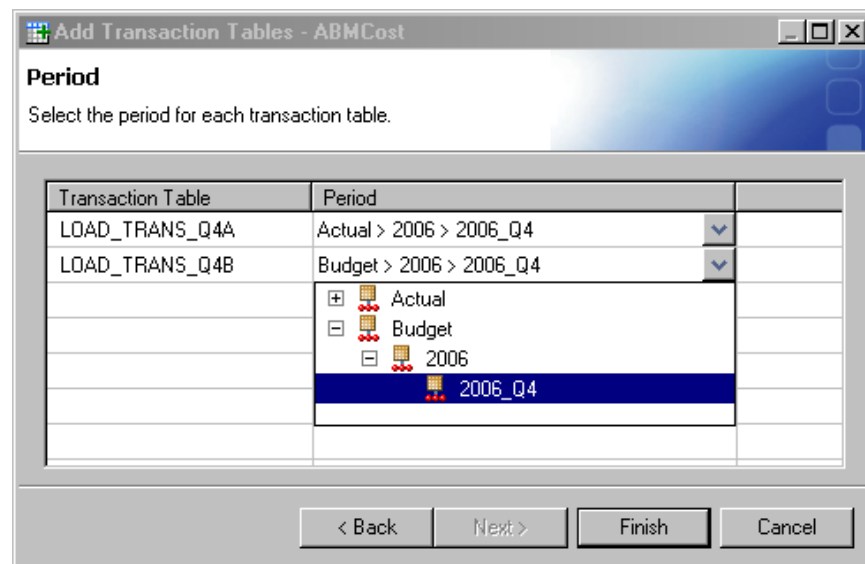 Add Transaction Tables - ABMCost
Period
Select the period for each transaction table.
Transaction Table Period
LOAD_TRANS_Q4A Actual > 2006 > 2006_Q4
LOAD_TRANS_Q4B Budget > 2006 > 2006_Q4
Actual
Budget
2006
2006_Q4
< Back Next > Finish Cancel